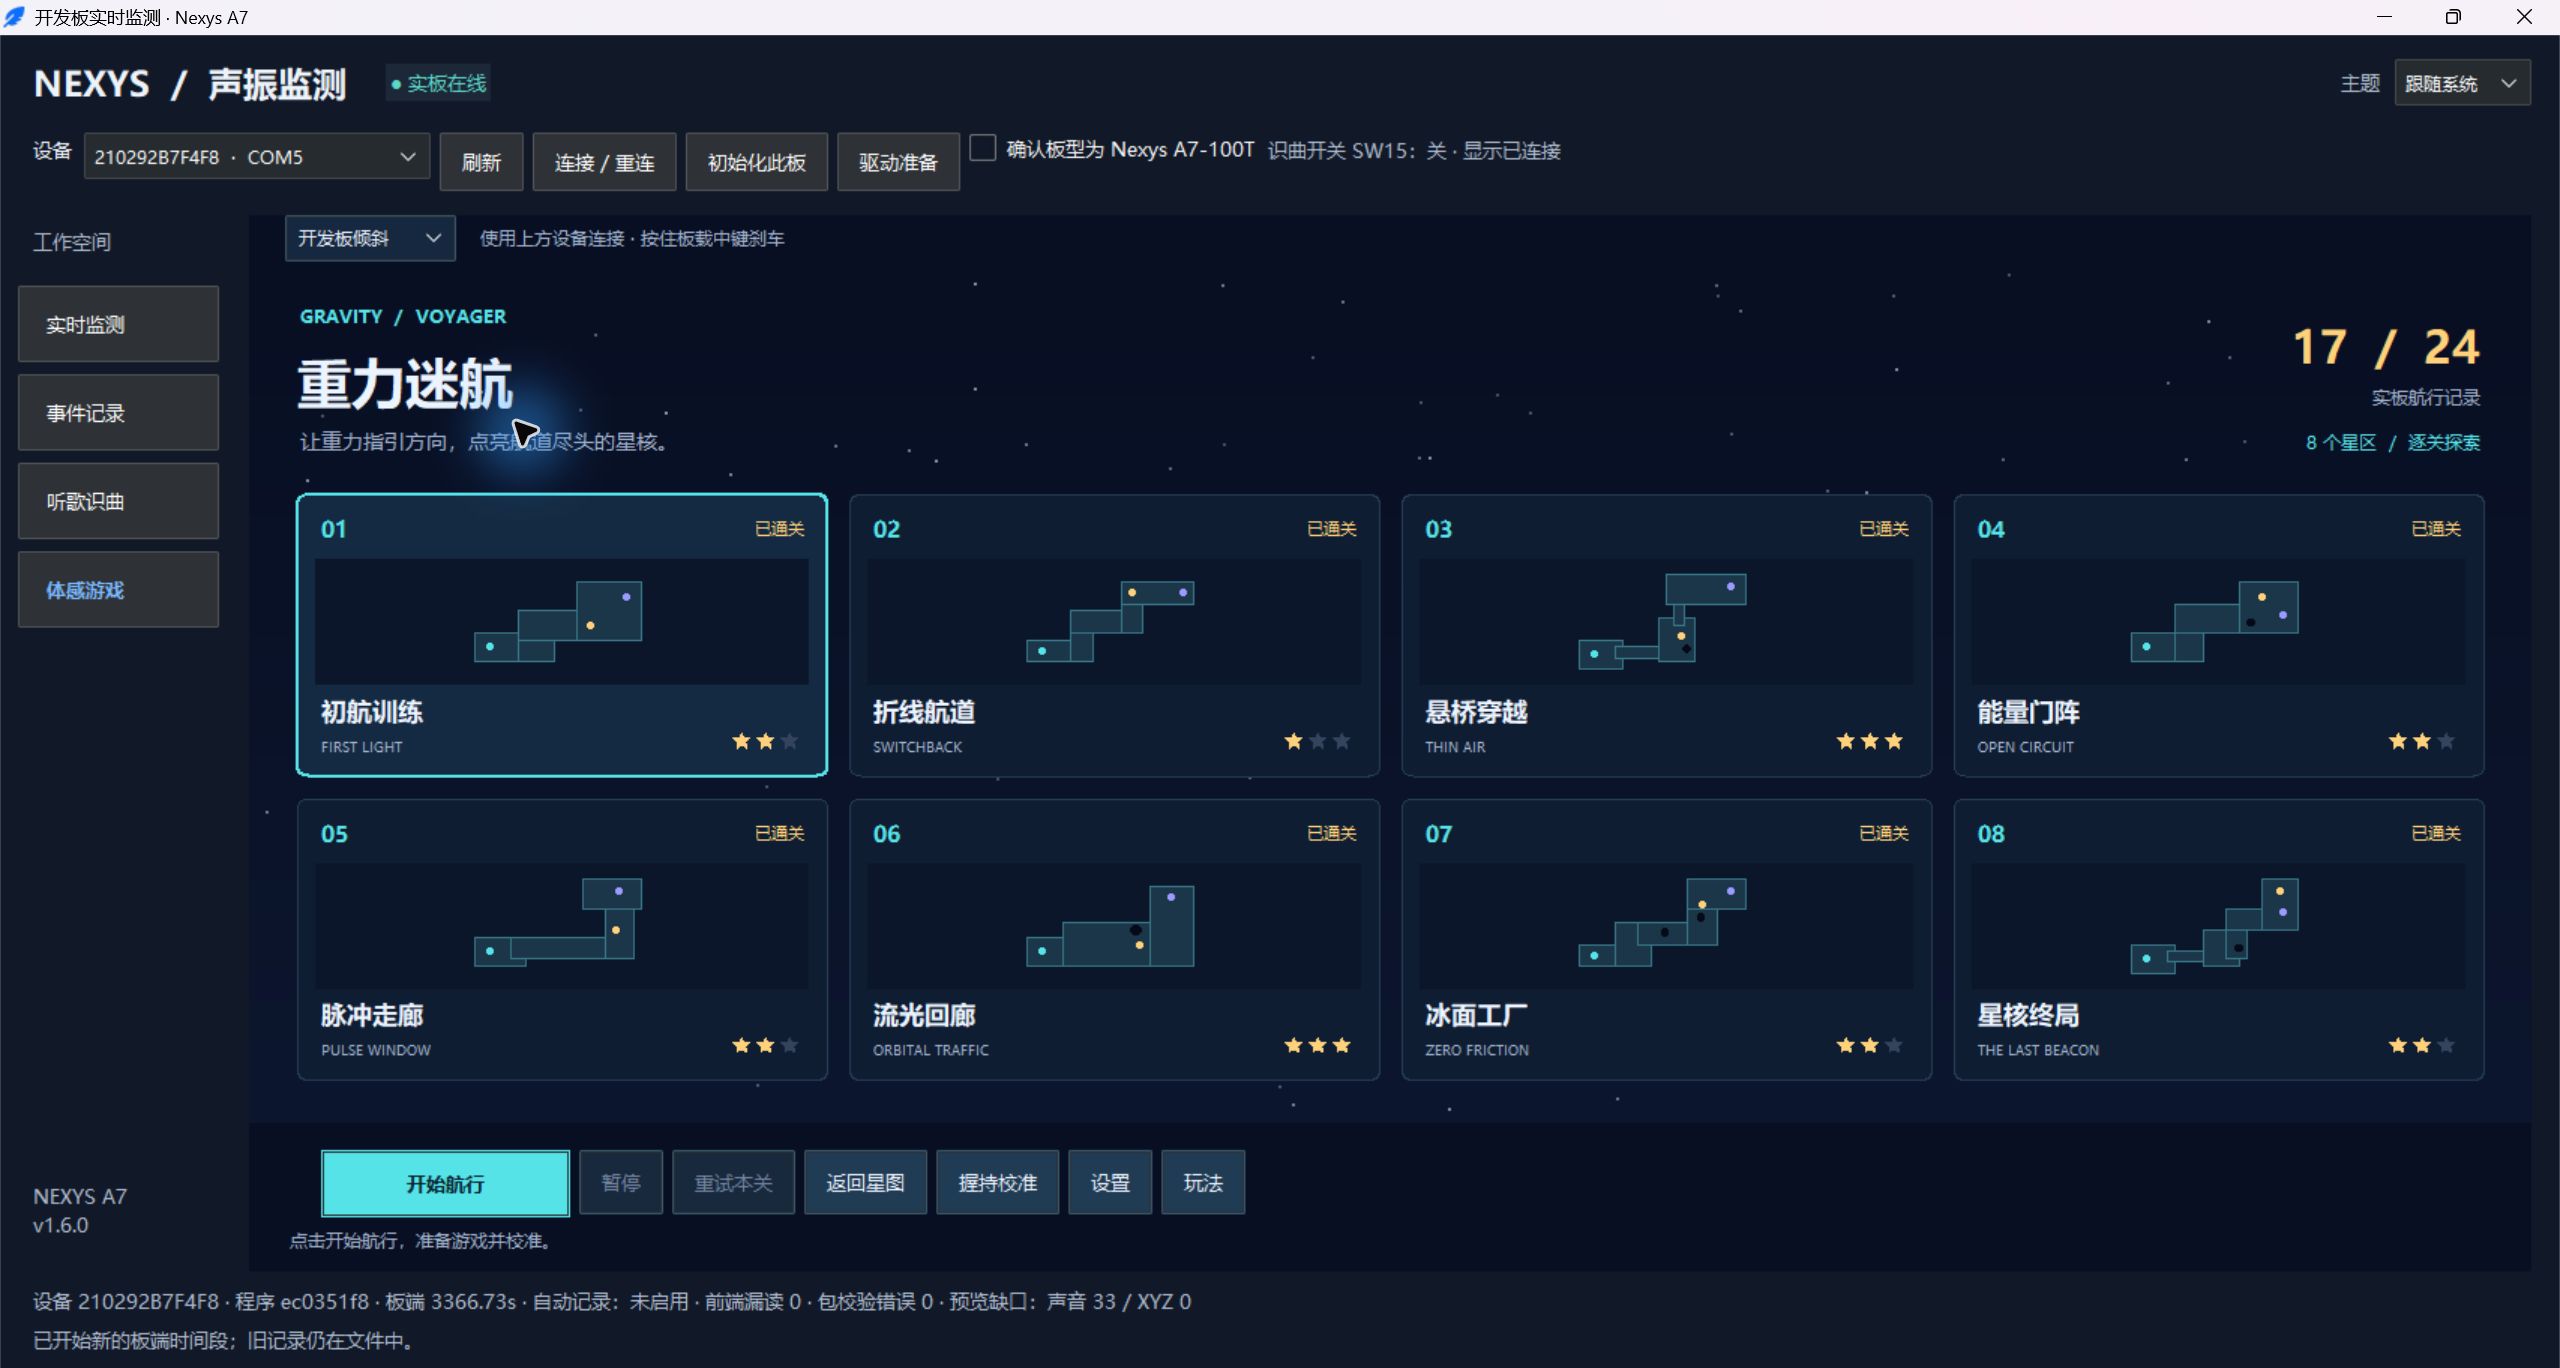 开发板实时监测 · Nexys A7
NEXYS / 声振监测
● 实板在线
主题
跟随系统
设备
210292B7F4F8 · COM5
刷新
连接 / 重连
初始化此板
驱动准备
确认板型为 Nexys A7-100T
识曲开关 SW15：关 · 显示已连接
工作空间
实时监测
事件记录
听歌识曲
体感游戏
NEXYS A7
v1.6.0
开发板倾斜
使用上方设备连接 · 按住板载中键刹车
GRAVITY / VOYAGER
重力迷航
让重力指引方向，点亮航道尽头的星核。
17 / 24
实板航行记录
8 个星区 / 逐关探索
01
已通关
初航训练
FIRST LIGHT
02
已通关
折线航道
SWITCHBACK
03
已通关
悬桥穿越
THIN AIR
04
已通关
能量门阵
OPEN CIRCUIT
05
已通关
脉冲走廊
PULSE WINDOW
06
已通关
流光回廊
ORBITAL TRAFFIC
07
已通关
冰面工厂
ZERO FRICTION
08
已通关
星核终局
THE LAST BEACON
开始航行
暂停
重试本关
返回星图
握持校准
设置
玩法
点击开始航行，准备游戏并校准。
设备 210292B7F4F8 · 程序 ec0351f8 · 板端 3366.73s · 自动记录：未启用 · 前端漏读 0 · 包校验错误 0 · 预览缺口：声音 33 / XYZ 0
已开始新的板端时间段；旧记录仍在文件中。